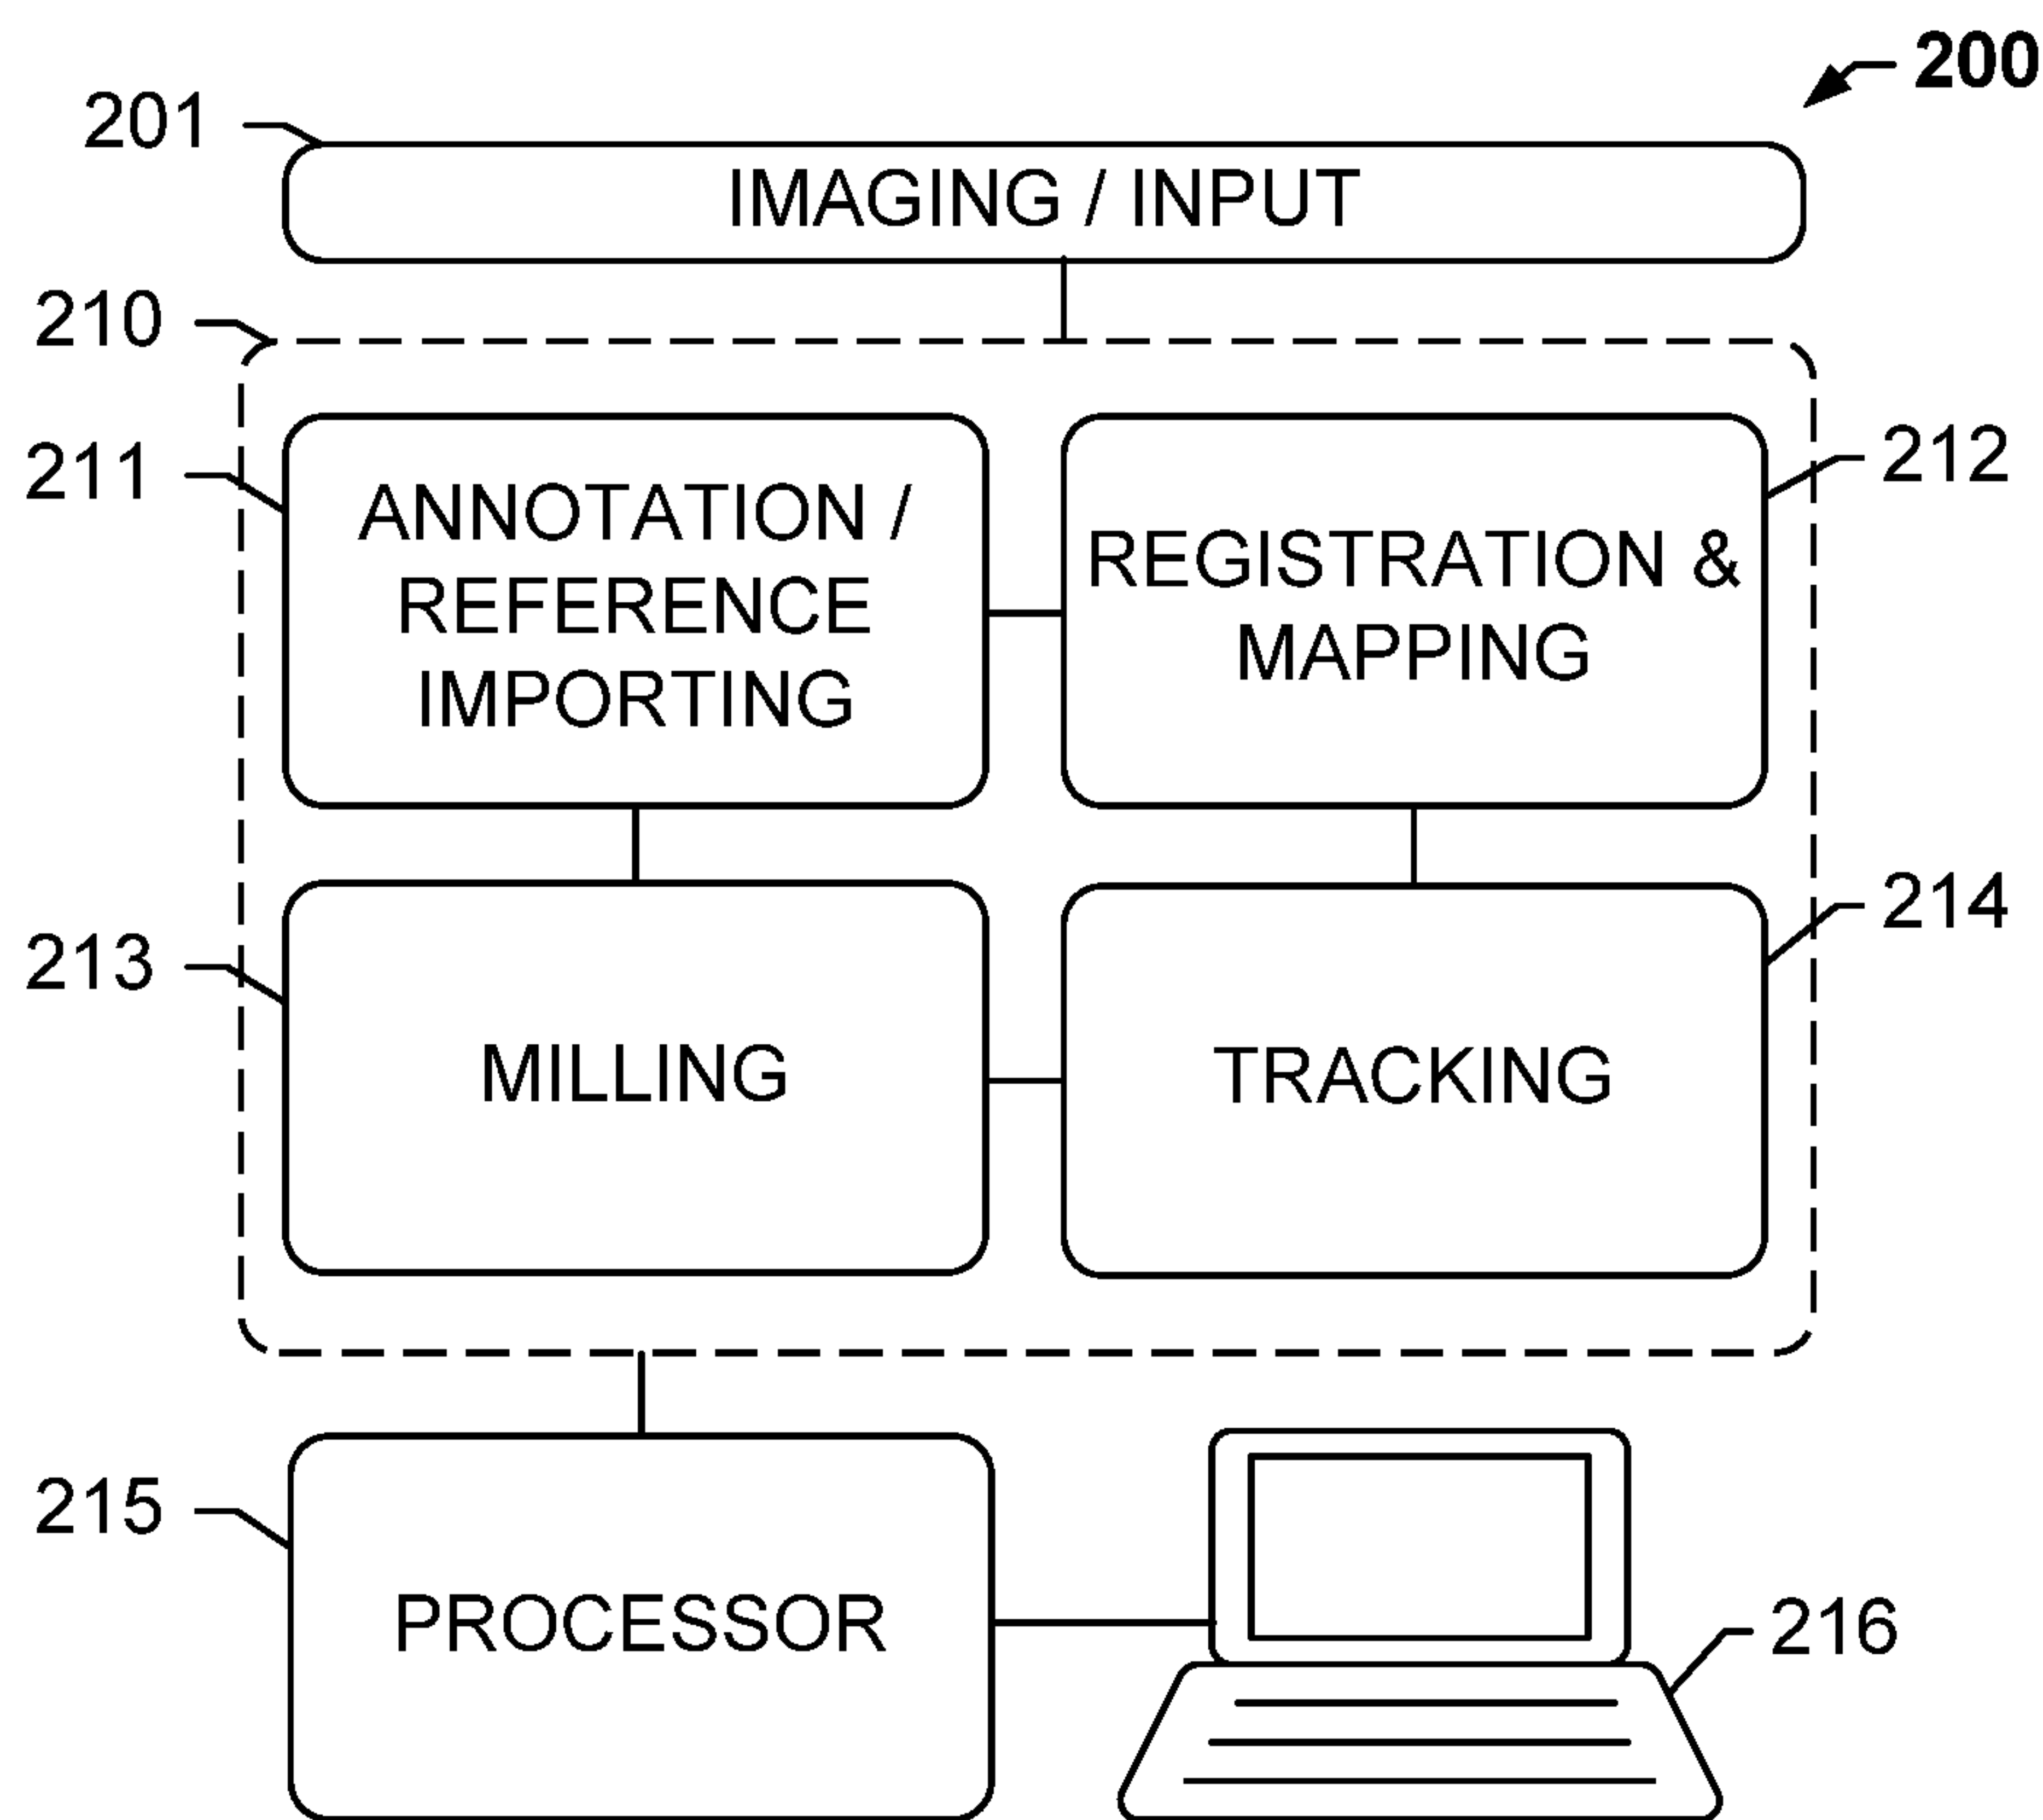 200
201
IMAGING / INPUT
210
211
ANNOTATION /
REFERENCE
IMPORTING
212
REGISTRATION &
MAPPING
213
MILLING
214
TRACKING
215
PROCESSOR
216